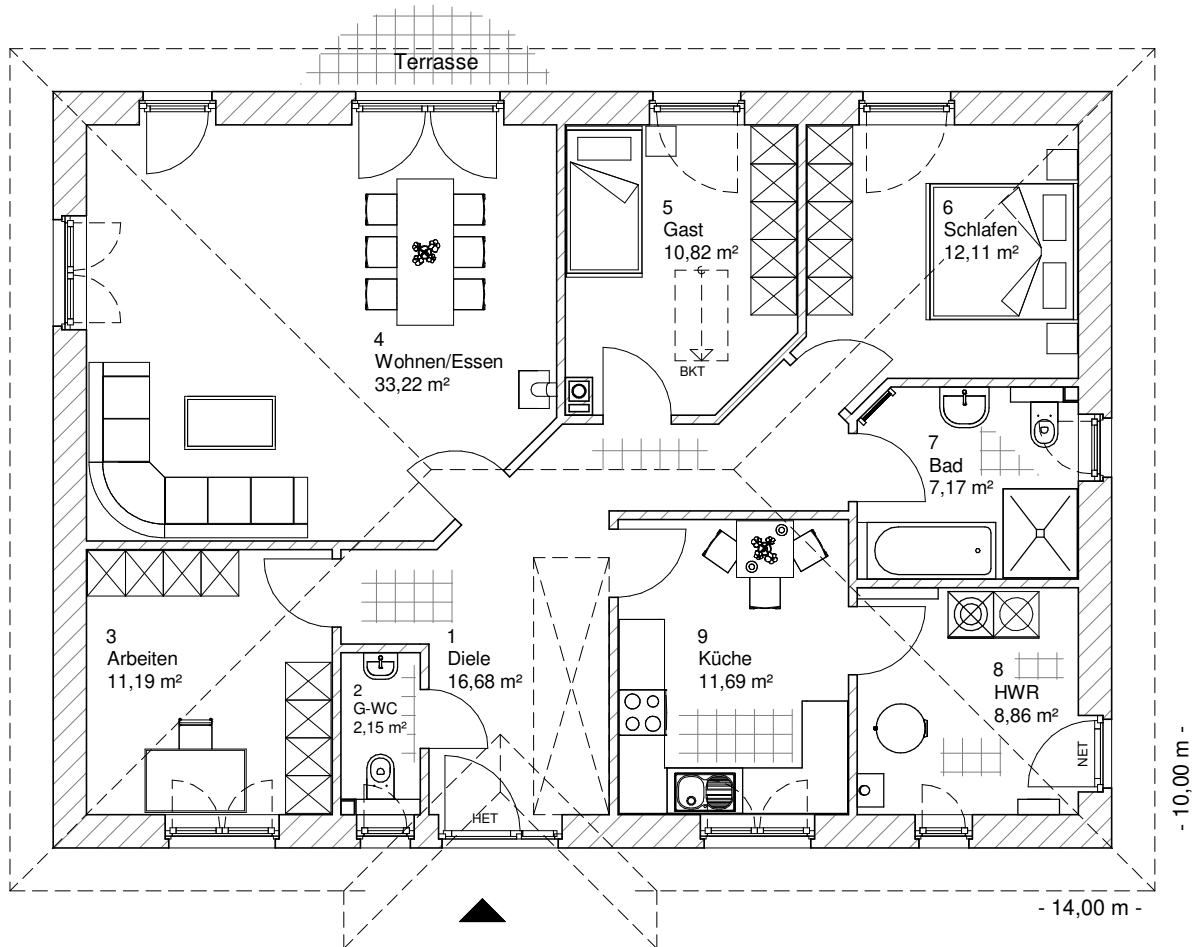 Terrasse
5
Gast
10,82 m²
6
Schlafen
12,11 m²
4
Wohnen/Essen
33,22 m²
BKT
7
Bad
7,17 m²
3
Arbeiten
11,19 m²
2
G-WC
2,15 m²
1
Diele
16,68 m²
9
Küche
11,69 m²
8
HWR
8,86 m²
NET
HET
- 10,00 m -
- 14,00 m -